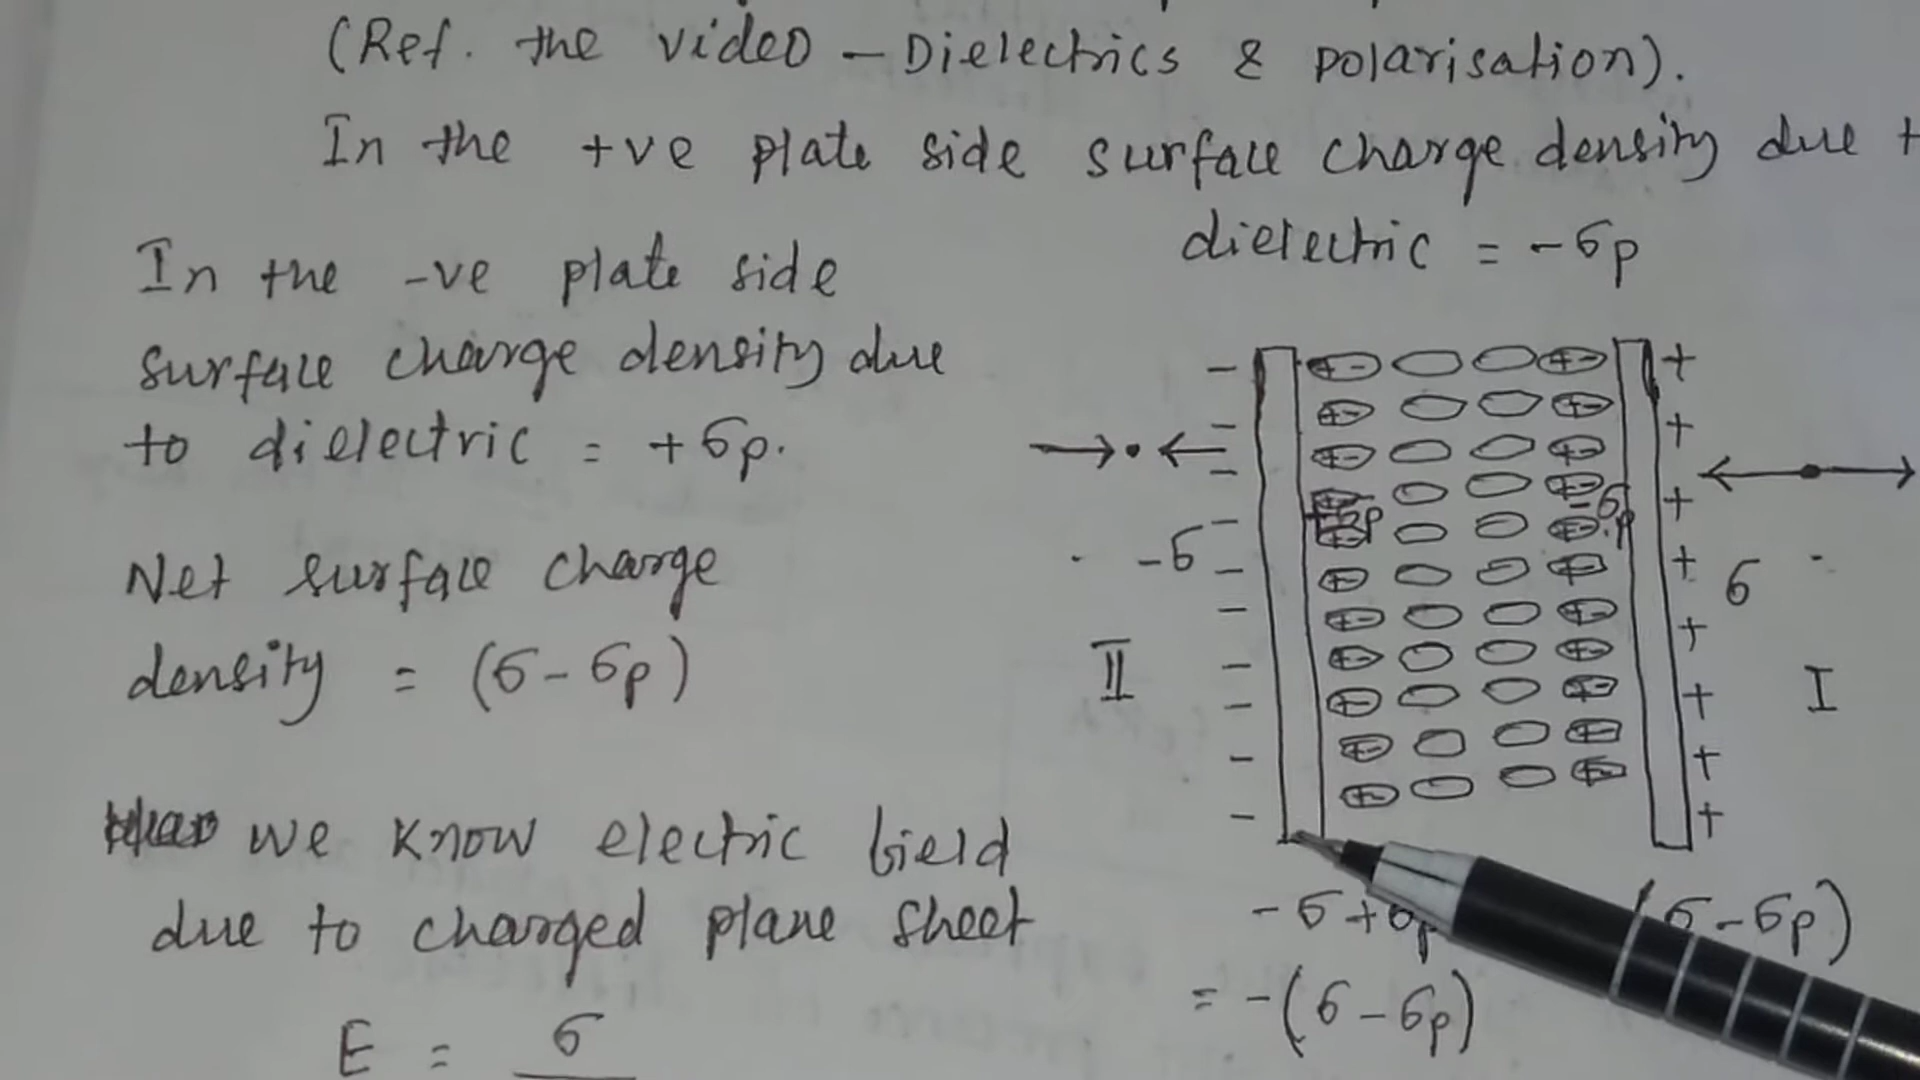 (Ref. the video – Dielectrics & polarisation).
In the +ve plate side surface charge density due
dielectric = -σp
In the -ve plate side
surface charge density due
to dielectric = +σp.
Net surface charge
density = (σ - σp)
we know electric field
due to charged plane sheet
E = σ
-σ
+σp
-σp
σ
II
I
-σ+σp
(σ-σp)
= -(σ-σp)